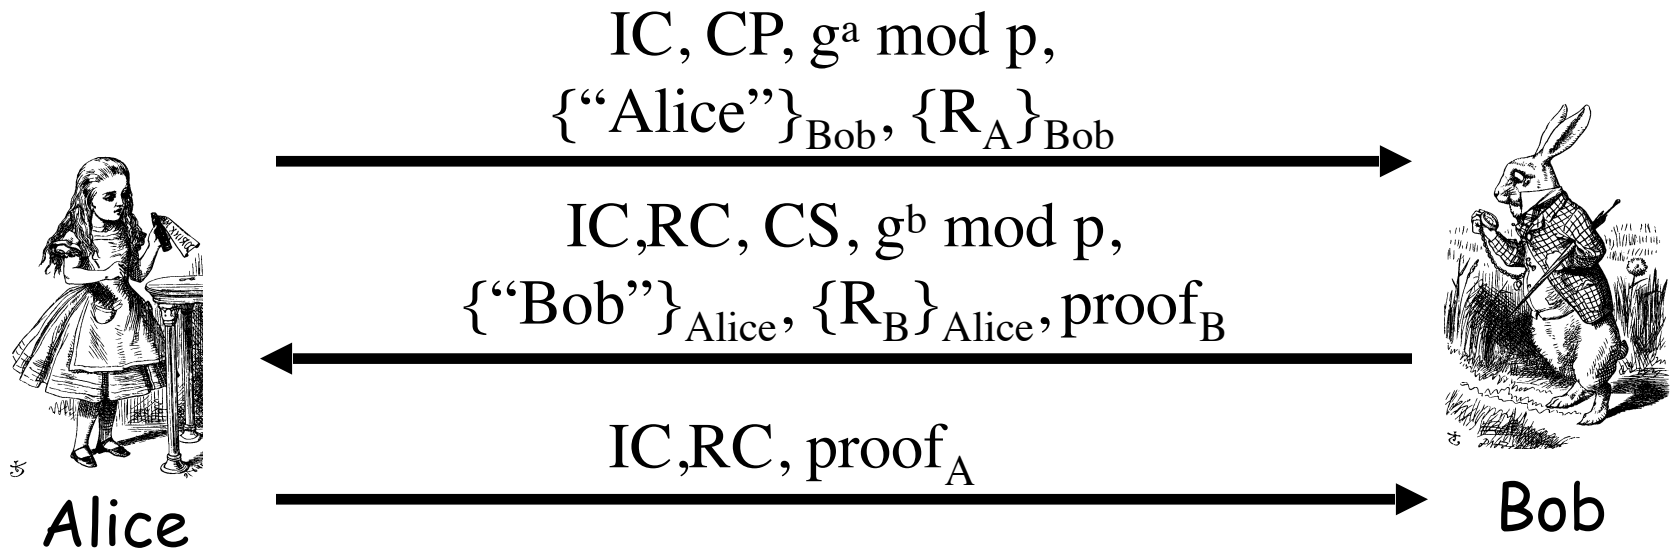 IC, CP, gᵃ mod p,
{“Alice”}Bob, {RA}Bob
IC,RC, CS, gᵇ mod p,
{“Bob”}Alice, {RB}Alice, proofB
IC,RC, proofA
Alice
Bob